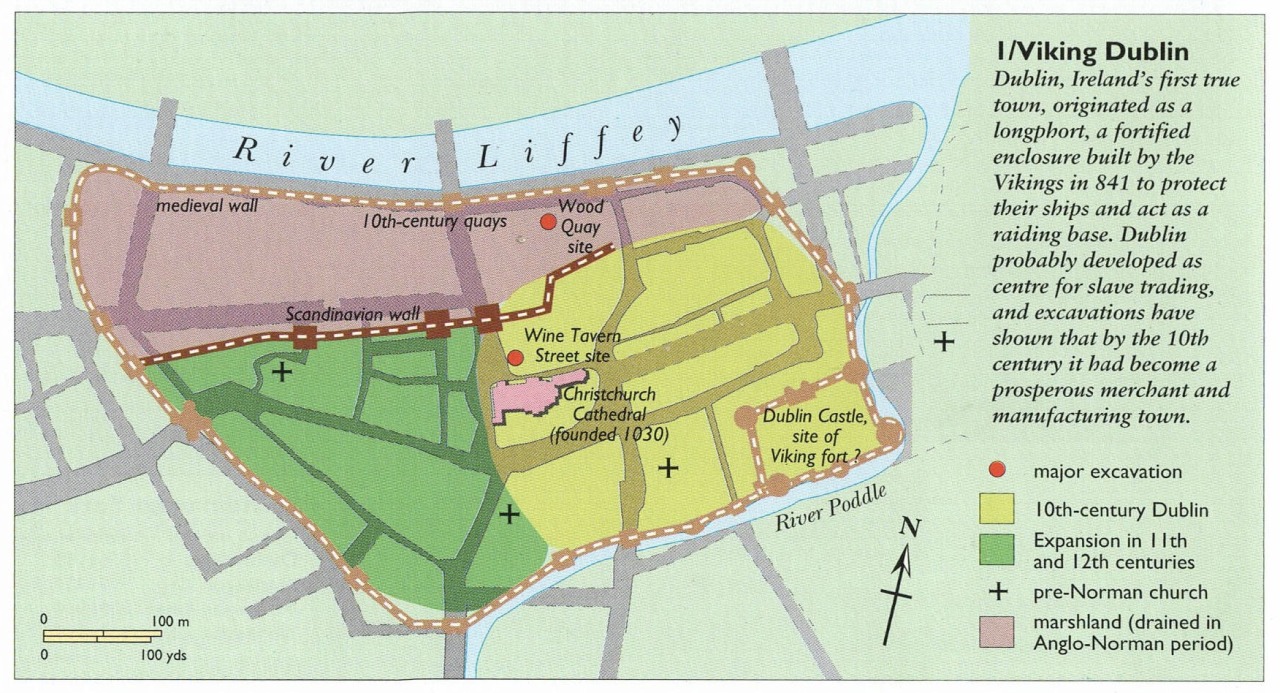 River Liffey
medieval wall
10th-century quays
Wood
Quay
site
Scandinavian wall
Wine Tavern
Street site
Christchurch
Cathedral
(founded 1030)
Dublin Castle,
site of
Viking fort ?
River Poddle
N
0 100 m
0 100 yds
1/Viking Dublin
Dublin, Ireland's first true
town, originated as a
longphort, a fortified
enclosure built by the
Vikings in 841 to protect
their ships and act as a
raiding base. Dublin
probably developed as
centre for slave trading,
and excavations have
shown that by the 10th
century it had become a
prosperous merchant and
manufacturing town.
major excavation
10th-century Dublin
Expansion in 11th
and 12th centuries
pre-Norman church
marshland (drained in
Anglo-Norman period)